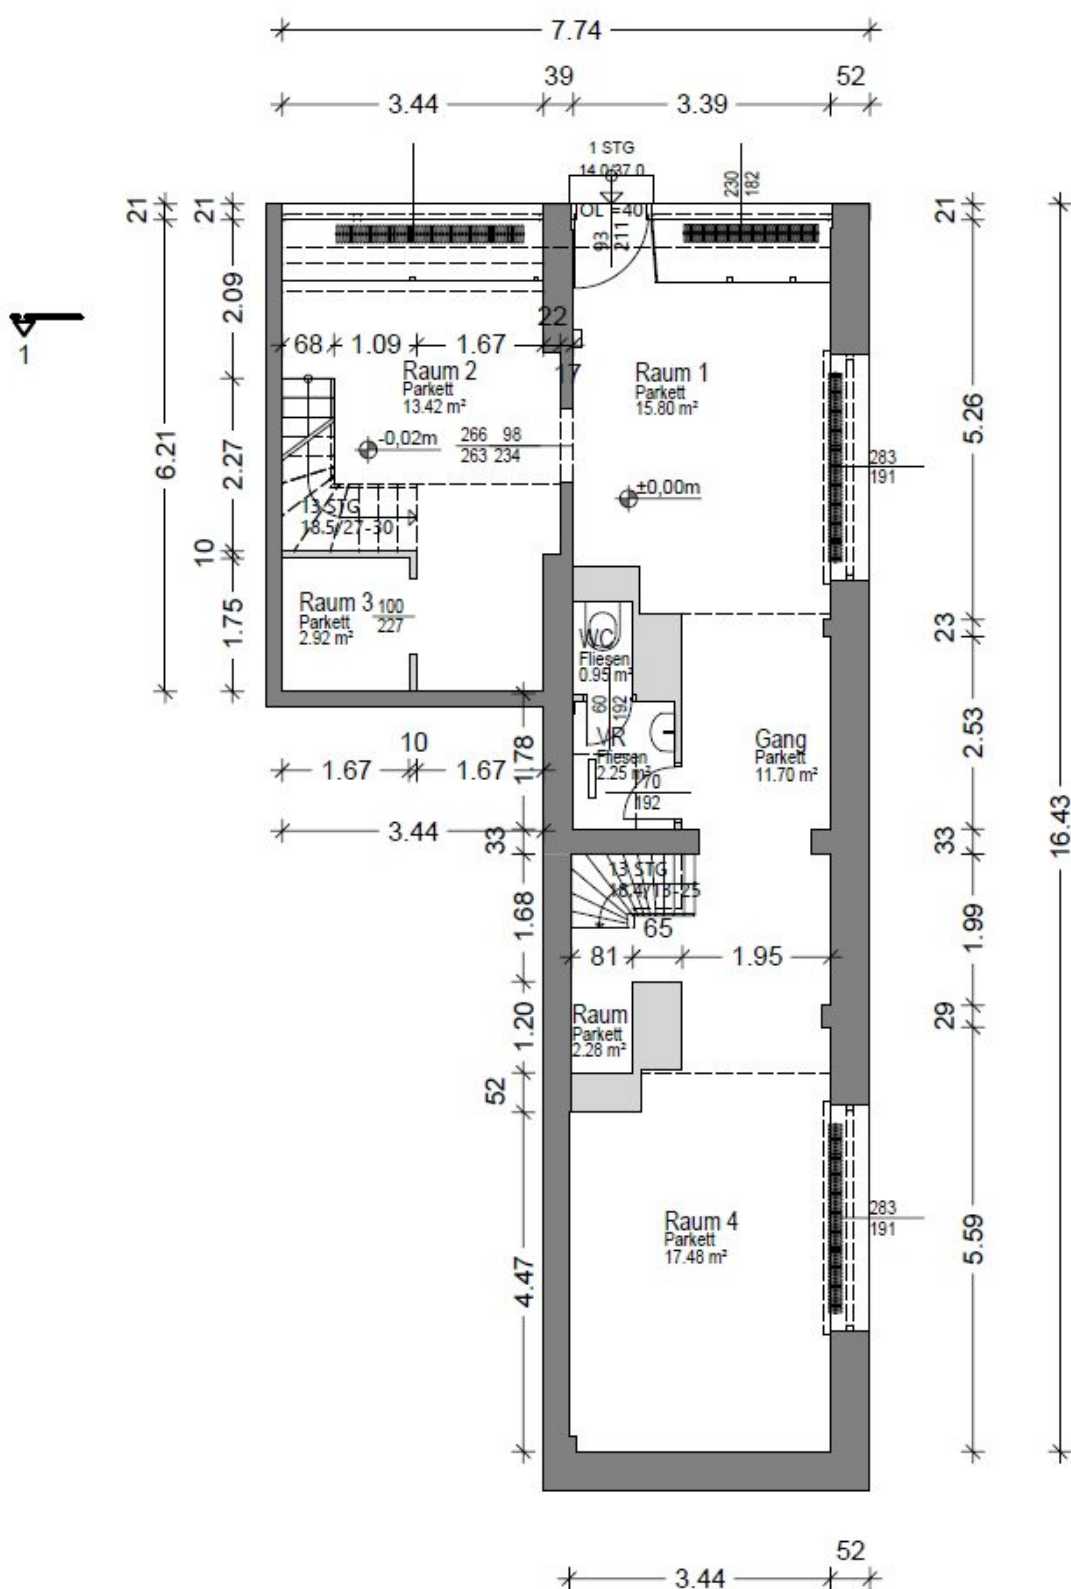 7.74
39
52
3.44
3.39
1 STG
14.0/37.0
230
182
21
21
OL =40
93
211
21
2.09
22
17
68
1.09
1.67
Raum 2
Parkett
13.42 m²
Raum 1
Parkett
15.80 m²
1
5.26
6.21
-0,02m
266 98
263 234
283
191
2.27
±0,00m
13 STG
18.5/27-30
10
1.75
Raum 3
Parkett
2.92 m²
100
227
WC
Fliesen
0.95 m²
23
60
192
VR
Fliesen
2.25 m²
Gang
Parkett
11.70 m²
2.53
10
1.67
1.67
1.78
70
192
16.43
3.44
33
33
13 STG
18.4/13-25
1.68
65
1.99
81
1.95
Raum
Parkett
2.28 m²
1.20
29
52
Raum 4
Parkett
17.48 m²
283
191
4.47
5.59
52
3.44